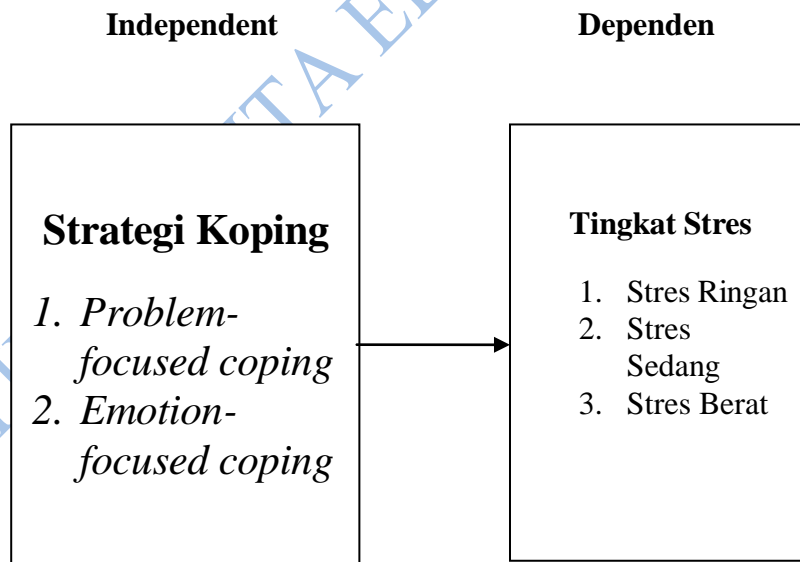 Independent
Dependen
Strategi Koping
1. Problem-
focused coping
2. Emotion-
focused coping
Tingkat Stres
1. Stres Ringan
2. Stres
Sedang
3. Stres Berat